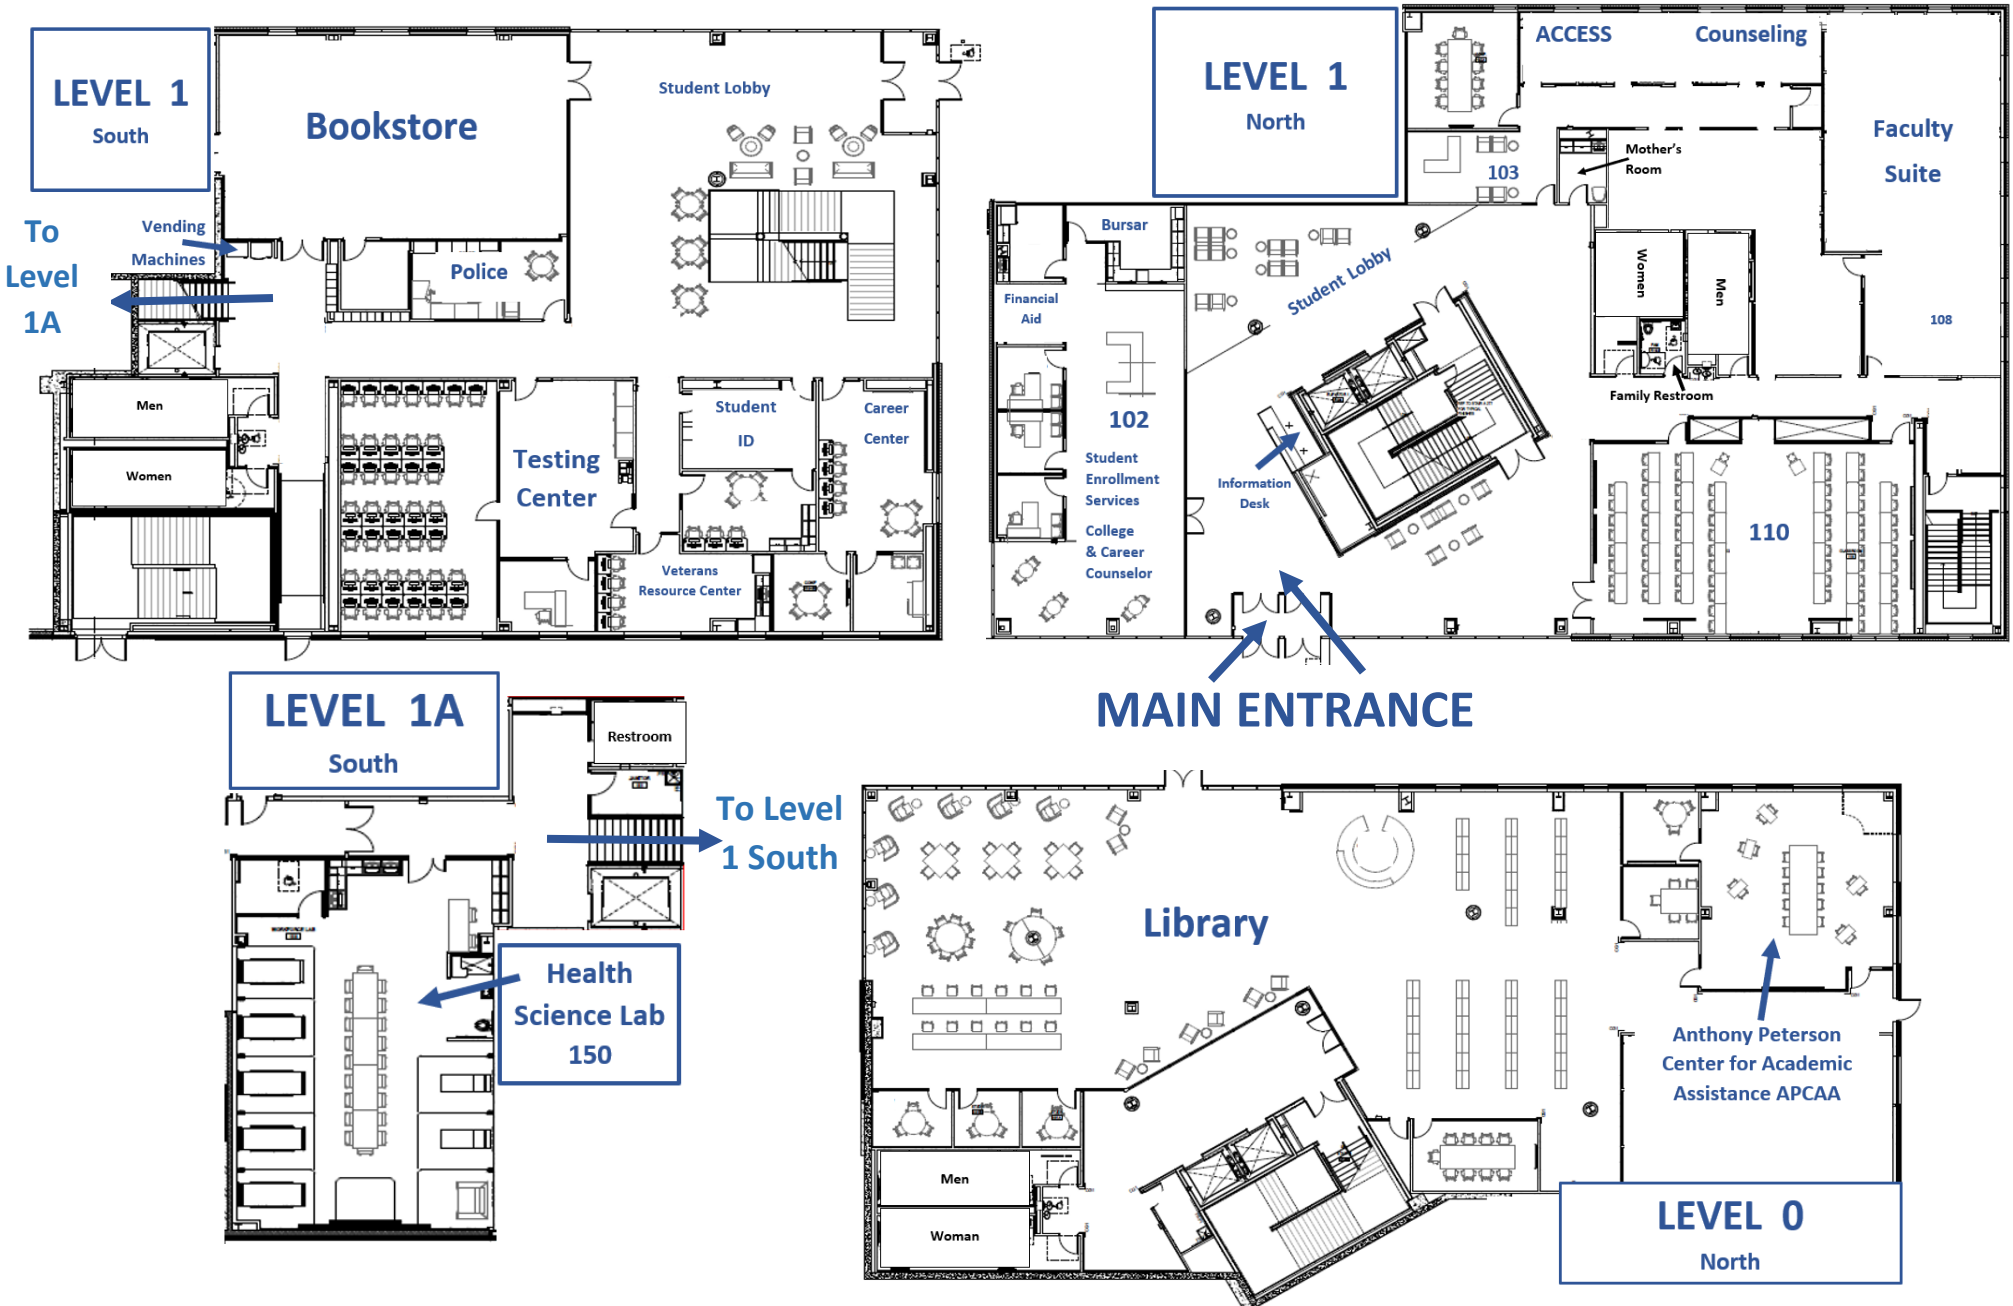 LEVEL 1
South
Bookstore
Student Lobby
To
Level
1A
Vending
Machines
Police
Men
Women
Testing
Center
Student
ID
Career
Center
Veterans
Resource Center
LEVEL 1
North
ACCESS
Counseling
Faculty
Suite
103
Mother's
Room
Bursar
Student Lobby
Financial
Aid
Women
Men
108
Family Restroom
102
Student
Enrollment
Services
College
& Career
Counselor
Information
Desk
110
MAIN ENTRANCE
LEVEL 1A
South
Restroom
JANITOR
To Level
1 South
WORKFORCE LAB
Health
Science Lab
150
Library
Anthony Peterson
Center for Academic
Assistance APCAA
Men
Woman
LEVEL 0
North